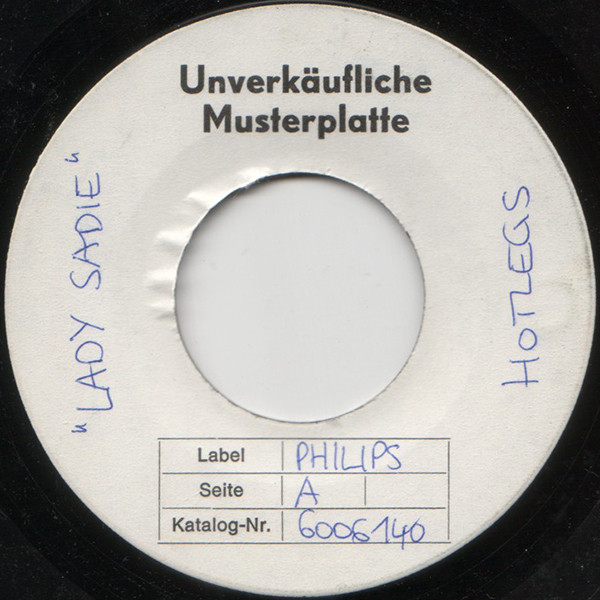 Unverkäufliche
Musterplatte
"LADY SADIE"
HOTLEGS
Label PHILIPS
Seite A
Katalog-Nr. 6006140